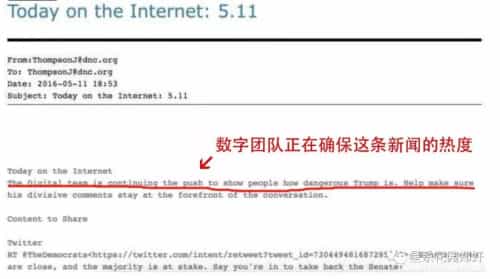 Today on the Internet: 5.11
From:ThompsonJ@dnc.org
To: ThompsonJ@dnc.org
Date: 2016-05-11 18:53
Subject: Today on the Internet: 5.11
数字团队正在确保这条新闻的热度
Today on the Internet
The Digital team is continuing the push to show people how dangerous Trump is. Help make sure
his divisive comments stay at the forefront of the conversation.
Content to Share
Twitter
RT @TheDemocrats<https://twitter.com/intent/retweet?tweet_id=730449481687295
are close, and the majority is at stake. Say you're in to take back the Senate: